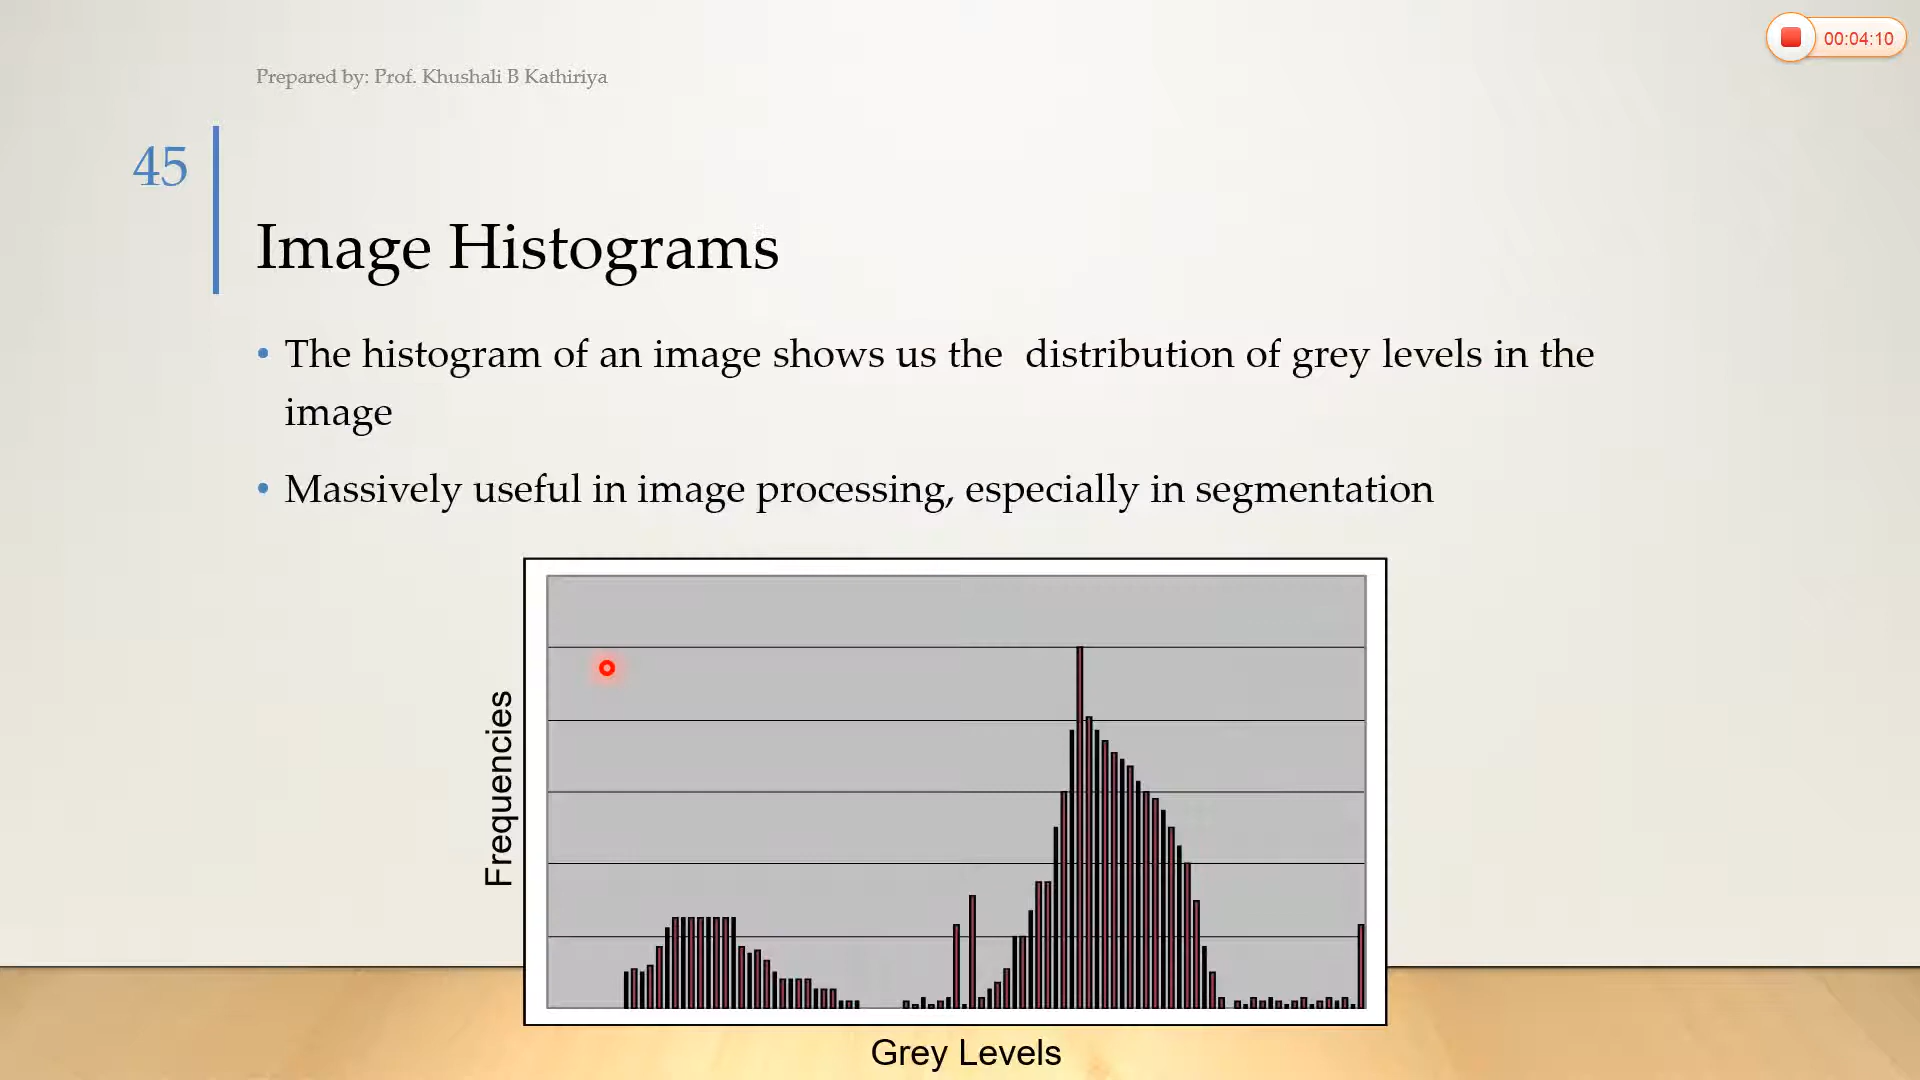 00:04:10
Prepared by: Prof. Khushali B Kathiriya
45
Image Histograms
• The histogram of an image shows us the  distribution of grey levels in the
image
• Massively useful in image processing, especially in segmentation
Frequencies
Grey Levels